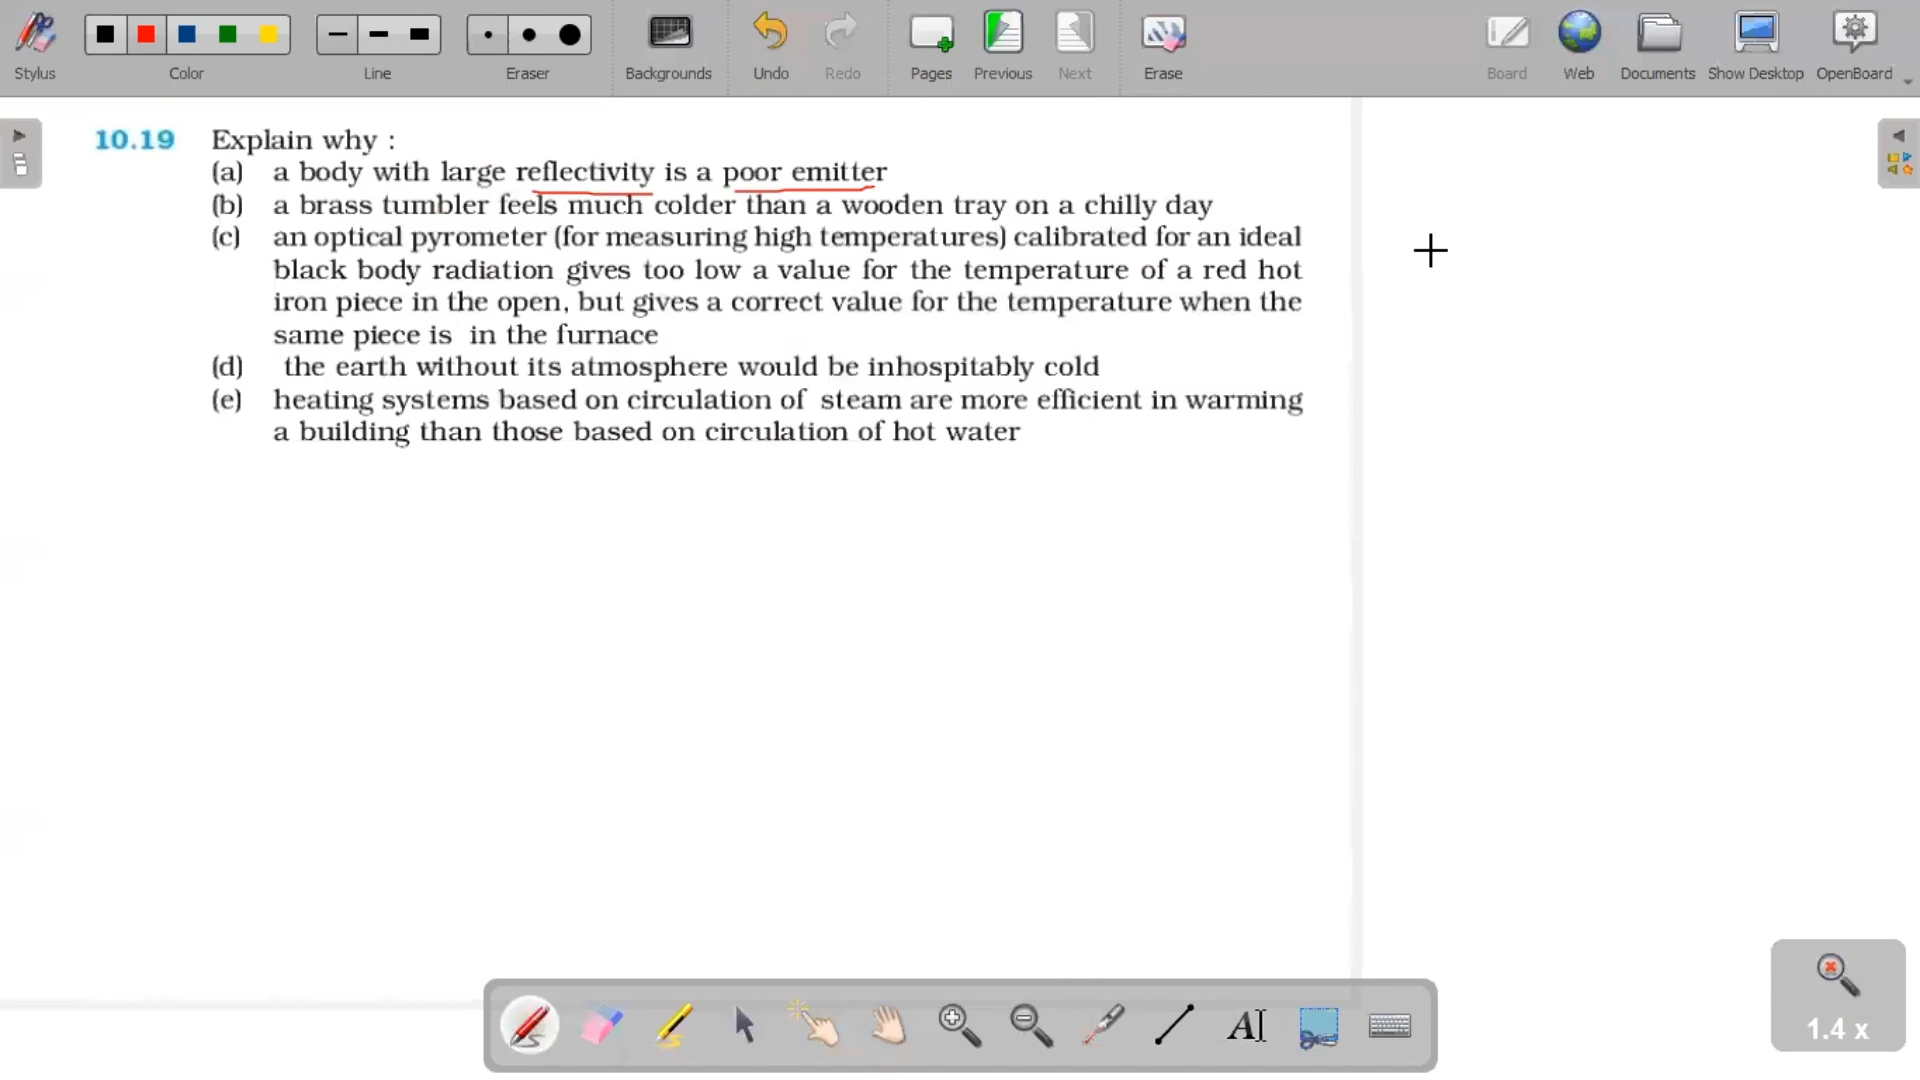 Stylus Color Line Eraser Backgrounds Undo Redo Pages Previous Next Erase Board Web Documents Show Desktop OpenBoard
10.19 Explain why :
(a) a body with large reflectivity is a poor emitter
(b) a brass tumbler feels much colder than a wooden tray on a chilly day
(c) an optical pyrometer (for measuring high temperatures) calibrated for an ideal
black body radiation gives too low a value for the temperature of a red hot
iron piece in the open, but gives a correct value for the temperature when the
same piece is in the furnace
(d) the earth without its atmosphere would be inhospitably cold
(e) heating systems based on circulation of steam are more efficient in warming
a building than those based on circulation of hot water
AI
1.4 x